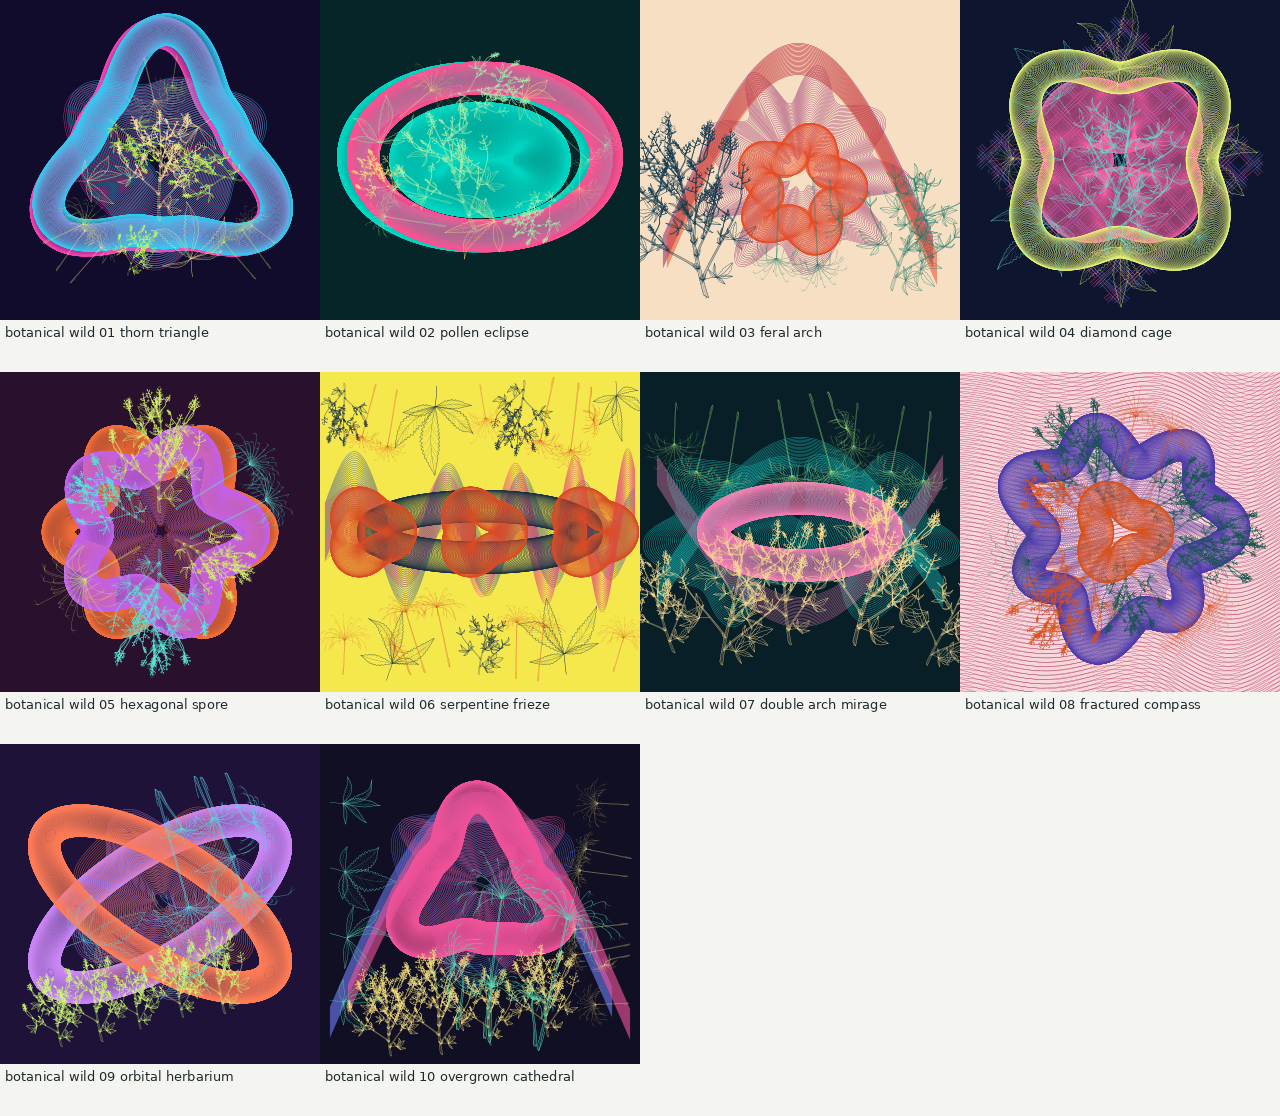 botanical wild 01 thorn triangle
botanical wild 02 pollen eclipse
botanical wild 03 feral arch
botanical wild 04 diamond cage
botanical wild 05 hexagonal spore
botanical wild 06 serpentine frieze
botanical wild 07 double arch mirage
botanical wild 08 fractured compass
botanical wild 09 orbital herbarium
botanical wild 10 overgrown cathedral